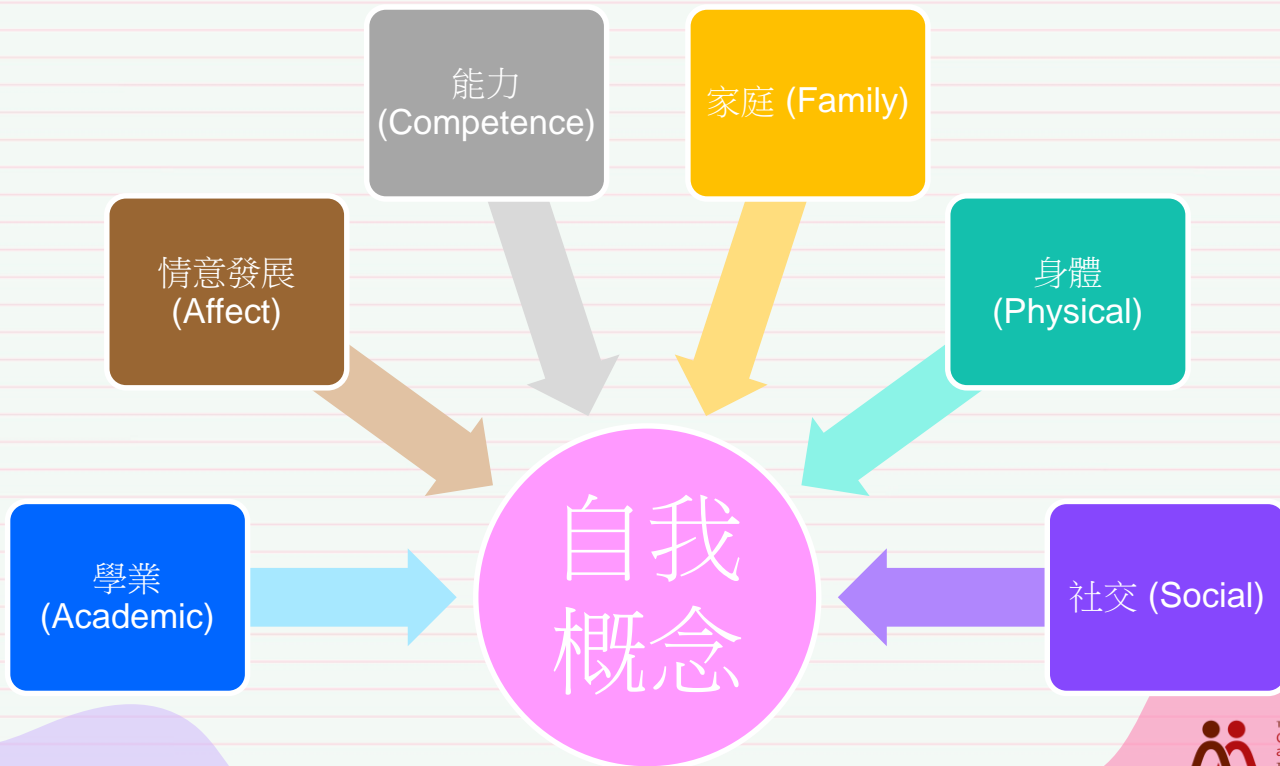 能力
(Competence)
家庭 (Family)
情意發展
(Affect)
身體
(Physical)
自我
概念
學業
(Academic)
社交 (Social)